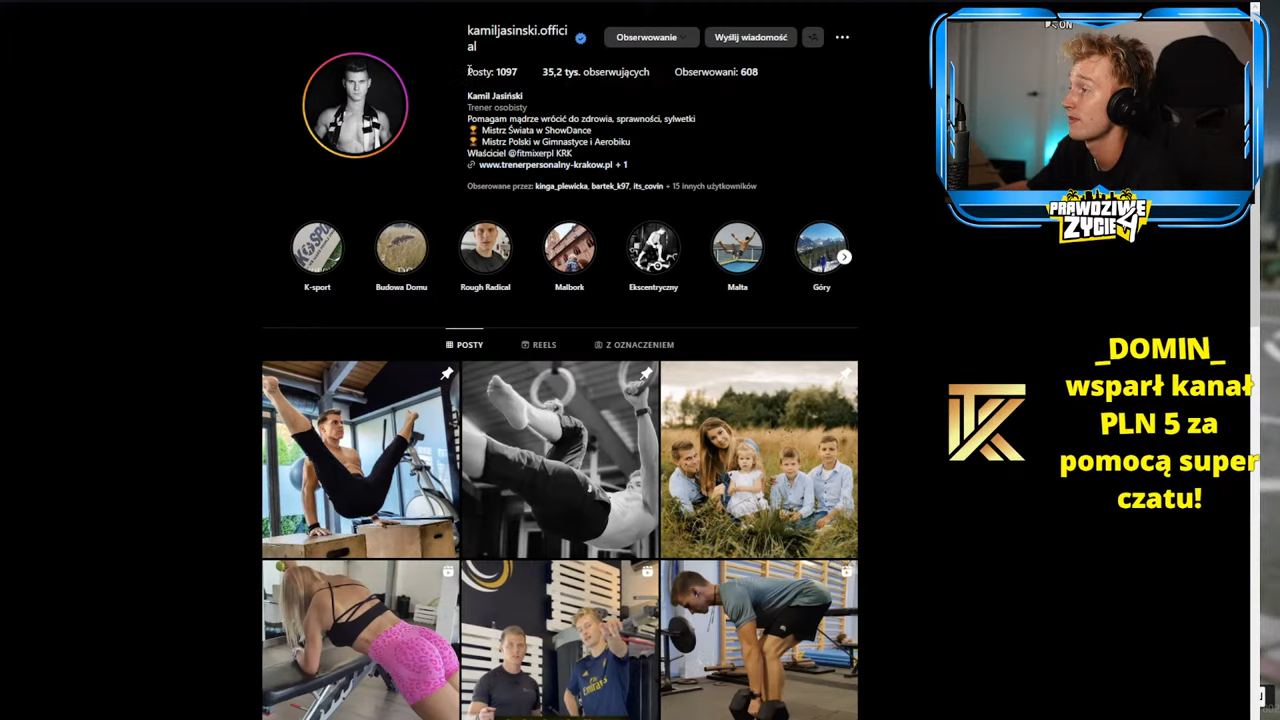 kamiljasinski.offici
al
Obserwowanie
Wyślij wiadomość
Posty: 1097
35,2 tys. obserwujących
Obserwowani: 608
Kamil Jasiński
Trener osobisty
Pomagam mądrze wrócić do zdrowia, sprawności, sylwetki
🏆 Mistrz Świata w ShowDance
🏆 Mistrz Polski w Gimnastyce i Aerobiku
Właściciel @fitmixerpl KRK
www.trenerpersonalny-krakow.pl + 1
Obserwowane przez: kinga_plewicka, bartek_k97, its_covin + 15 innych użytkowników
K-sport
Budowa Domu
Rough Radical
Malbork
Ekscentryczny
Malta
Góry
POSTY
REELS
Z OZNACZENIEM
ON
PRAWDZIWE
ŻYCIE 4
TK
_DOMIN_
wsparł kanał
PLN 5 za
pomocą super
czatu!